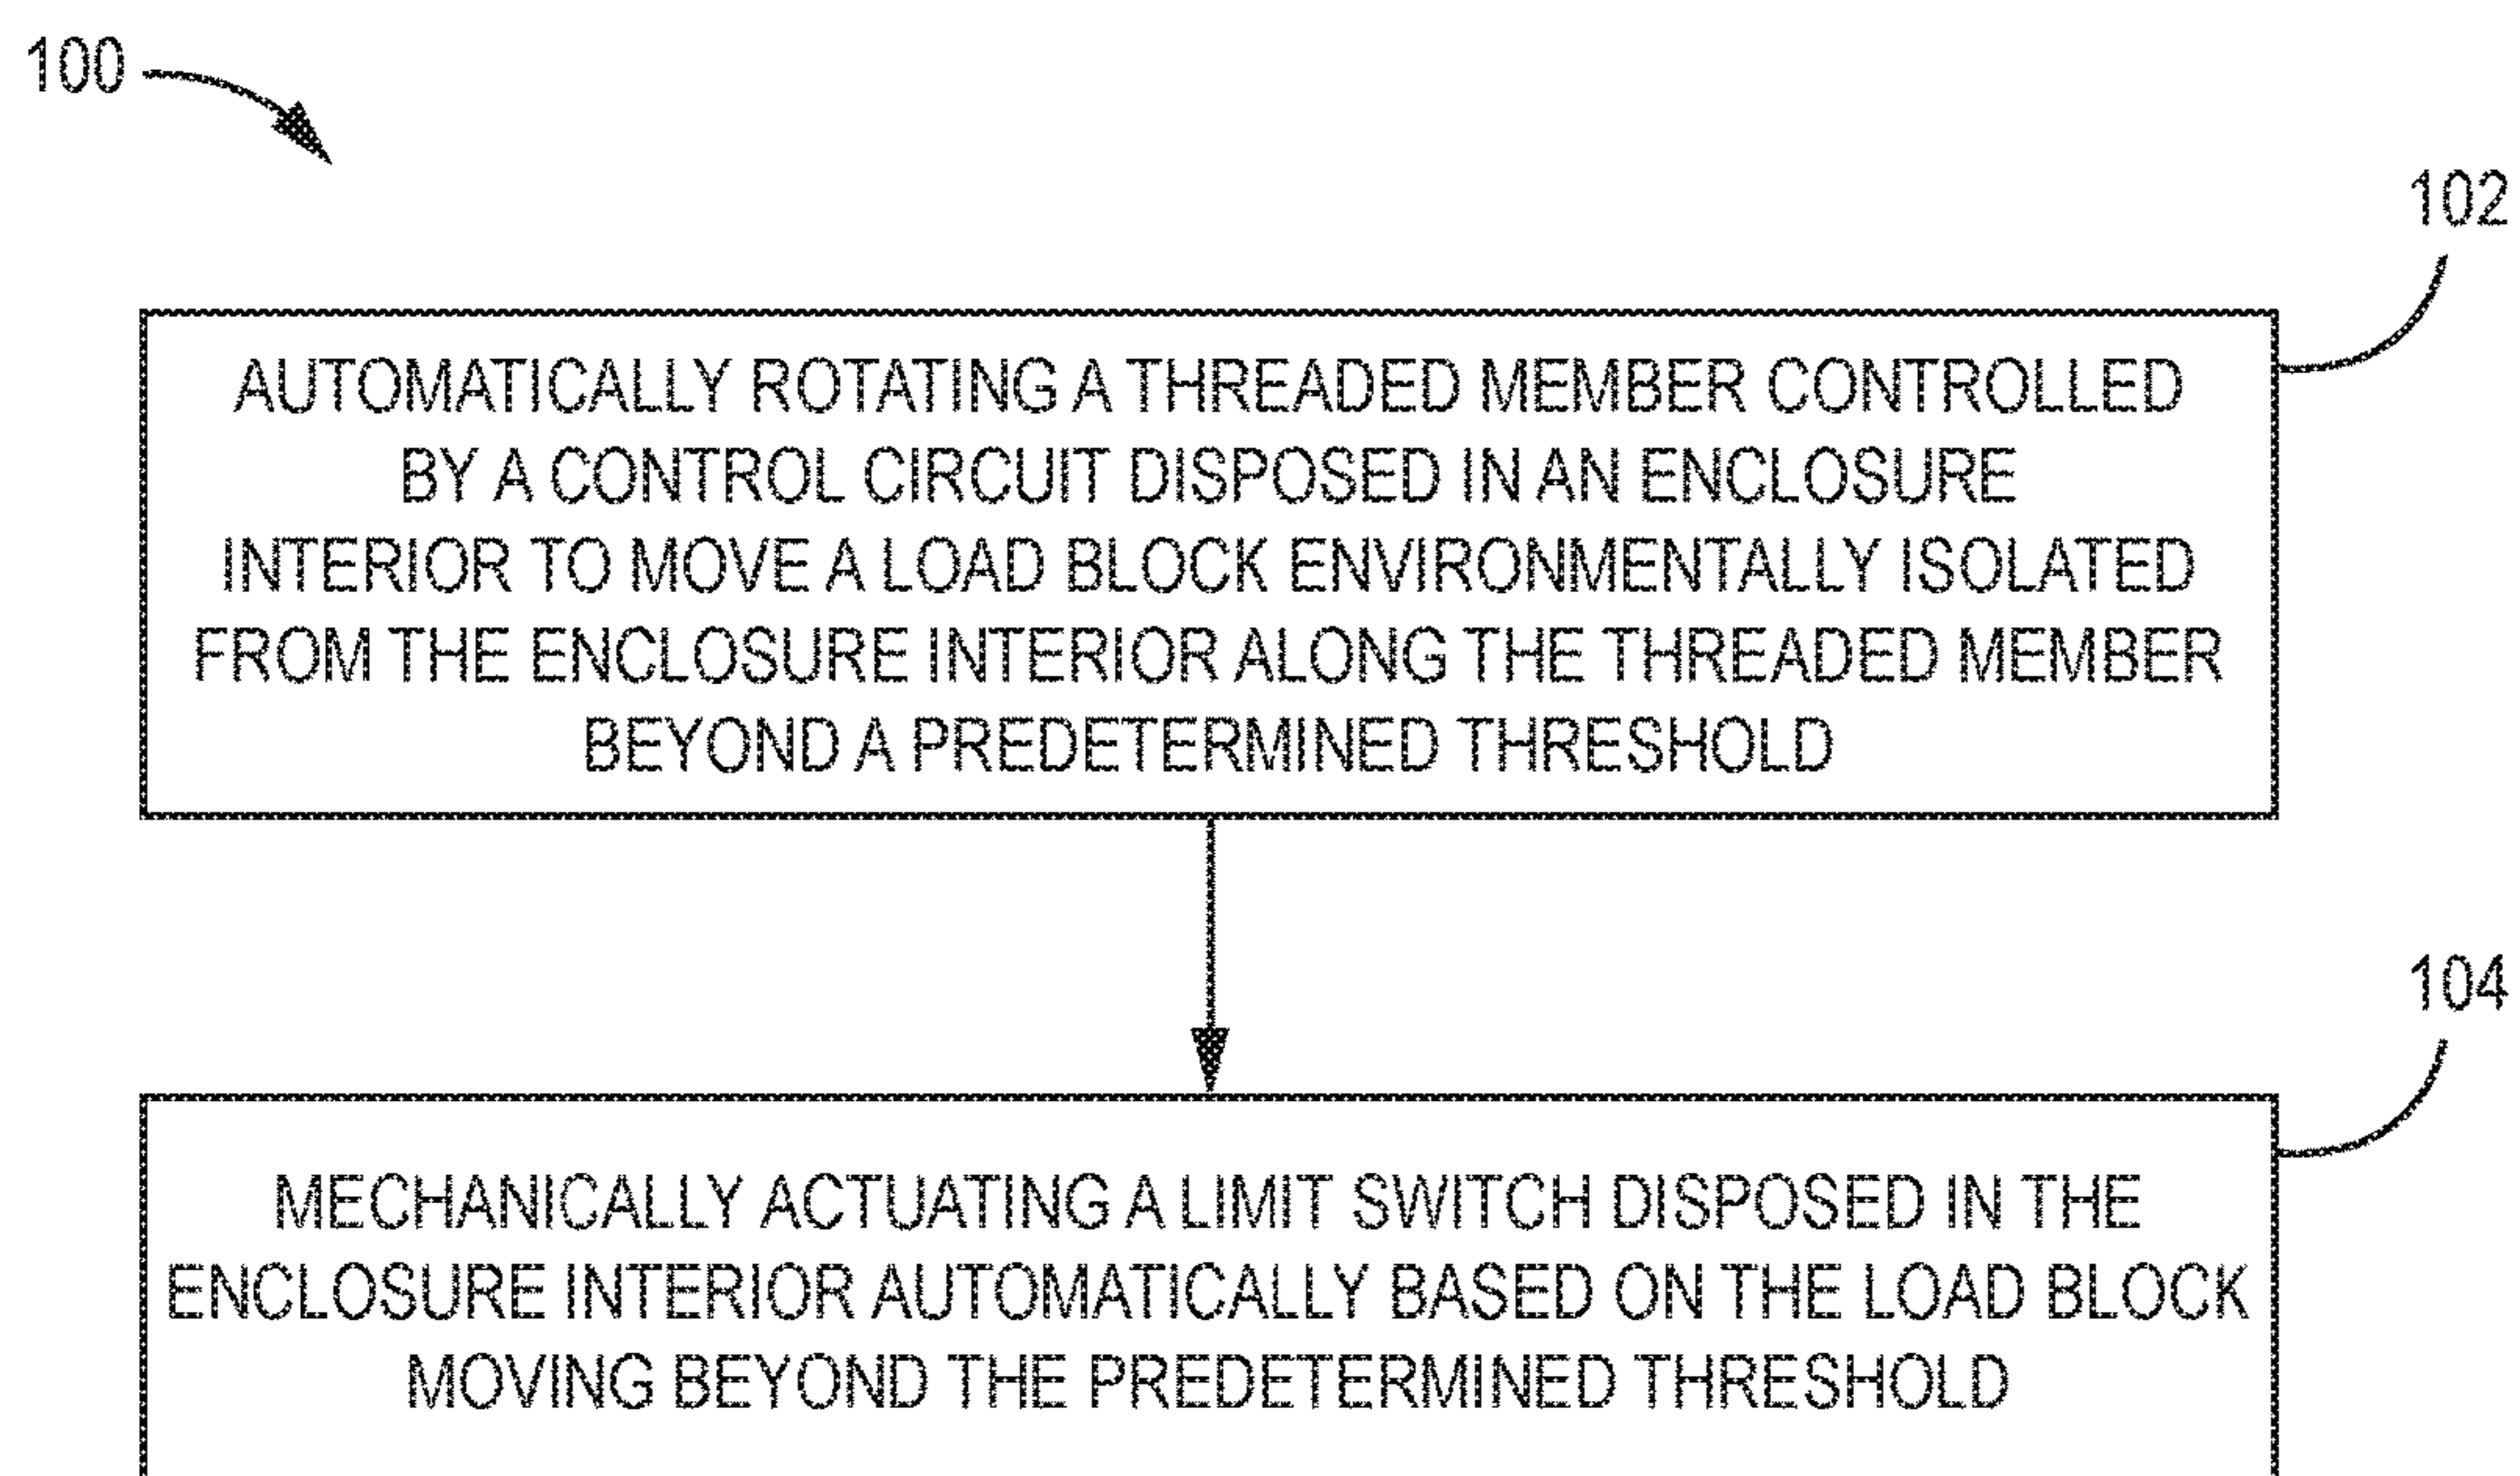 100
102
AUTOMATICALLY ROTATING A THREADED MEMBER CONTROLLED
BY A CONTROL CIRCUIT DISPOSED IN AN ENCLOSURE
INTERIOR TO MOVE A LOAD BLOCK ENVIRONMENTALLY ISOLATED
FROM THE ENCLOSURE INTERIOR ALONG THE THREADED MEMBER
BEYOND A PREDETERMINED THRESHOLD
104
MECHANICALLY ACTUATING A LIMIT SWITCH DISPOSED IN THE
ENCLOSURE INTERIOR AUTOMATICALLY BASED ON THE LOAD BLOCK
MOVING BEYOND THE PREDETERMINED THRESHOLD